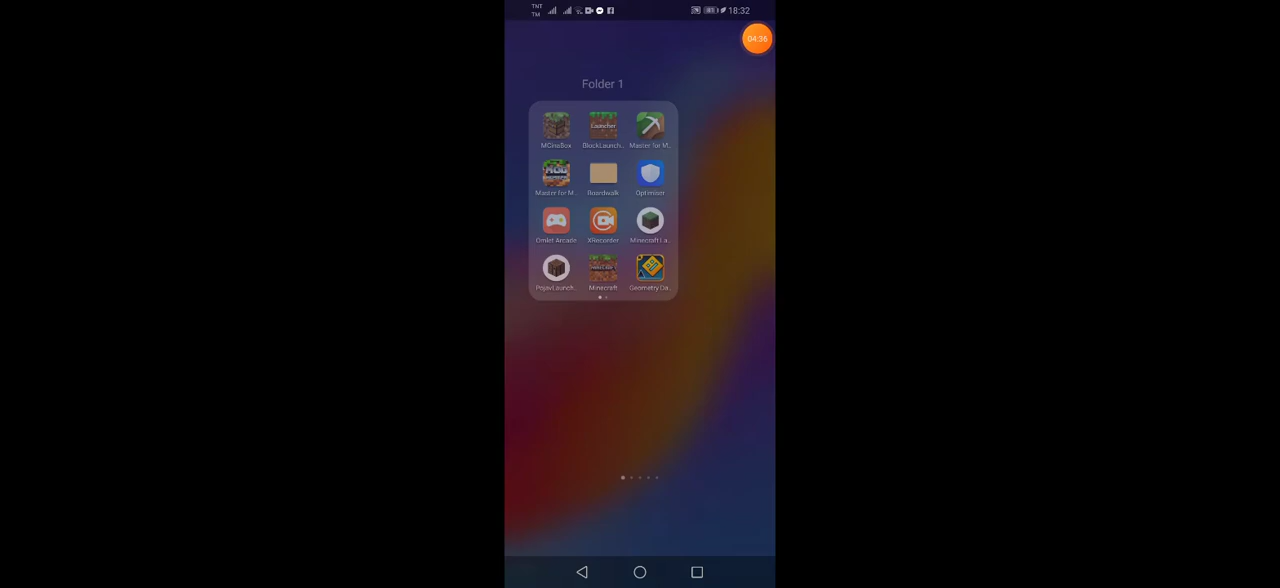 TNT
TM
18:32
04:36
Folder 1
MCinaBox
BlockLaunch..
Master for M..
Master for M...
Boardwalk
Optimiser
Omlet Arcade
XRecorder
Minecraft La..
PojavLaunch..
Minecraft
Geometry Da..